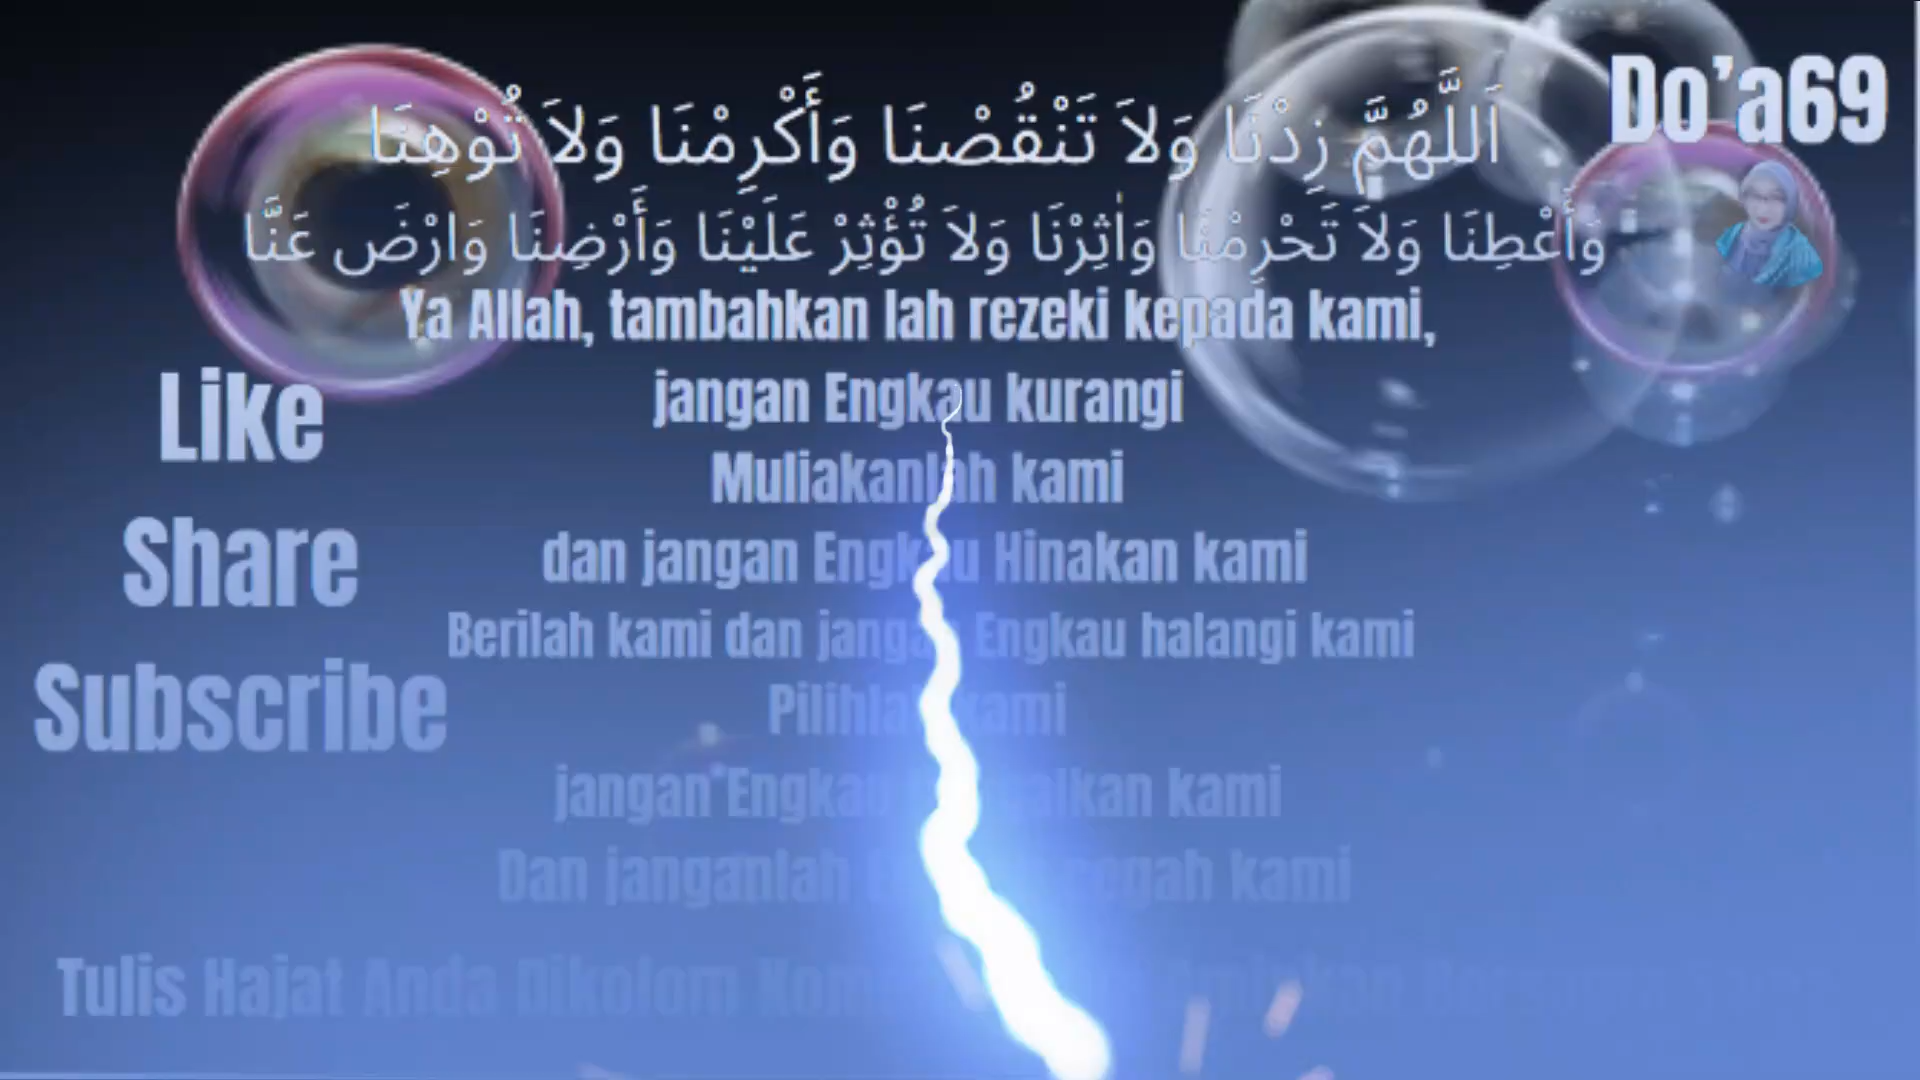 Do'a69
اَللَّهُمَّ زِدْنَا وَلاَ تَنْقُصْنَا وَأَكْرِمْنَا وَلاَ تُوْهِنَا
وَأَعْطِنَا وَلاَ تَحْرِمْنَا وَاٰثِرْنَا وَلاَ تُؤْثِرْ عَلَيْنَا وَأَرْضِنَا وَارْضَ عَنَّا
Ya Allah, tambahkan lah rezeki kepada kami,
jangan Engkau kurangi
Muliakanlah kami
dan jangan Engkau Hinakan kami
Berilah kami dan jangan Engkau halangi kami
Pilihlah kami
jangan Engkau kami
Dan janganlah kami
Like
Share
Subscribe
Tulis Hajat Anda Dikolom